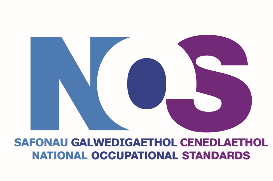 NOS
SAFONAU GALWEDIGAETHOL CENEDLAETHOL
NATIONAL OCCUPATIONAL STANDARDS